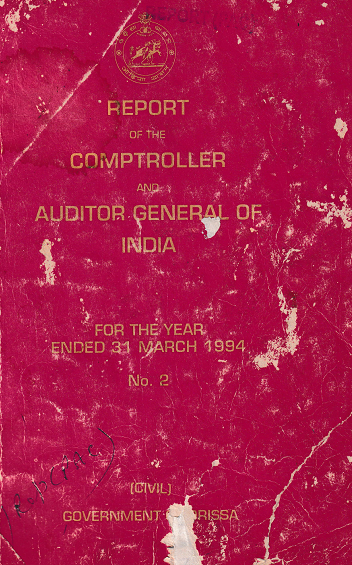 REPORT
OF THE
COMPTROLLER
AND
AUDITOR GENERAL OF
INDIA
FOR THE YEAR
ENDED 31 MARCH 1994
No. 2
(CIVIL)
GOVERNMENT ORISSA